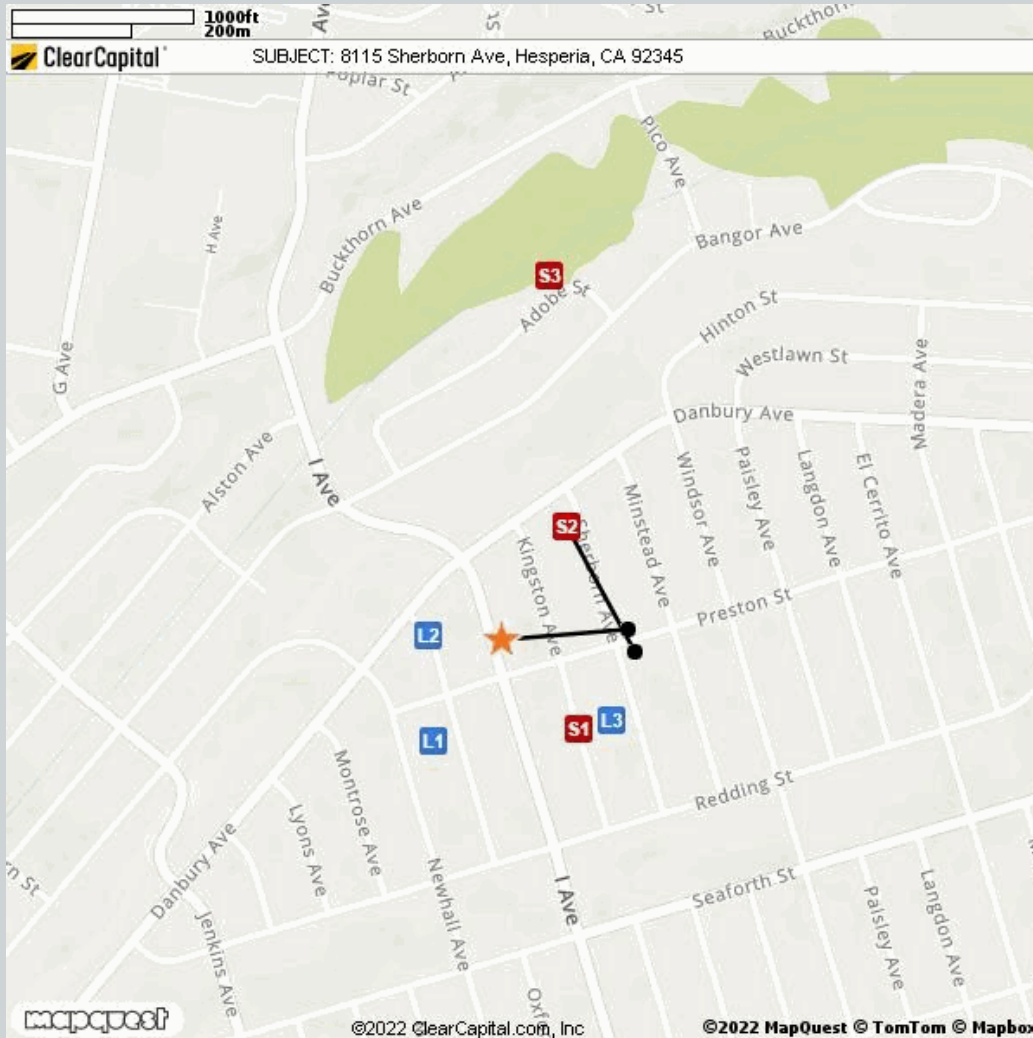 1000ft
200m
Buckthorn
ClearCapital
SUBJECT: 8115 Sherborn Ave, Hesperia, CA 92345
Poplar St
Pico Ave
H Ave
Buckthorn Ave
Bangor Ave
S3
Adobe St
Hinton St
G Ave
Westlawn St
Madera Ave
Danbury Ave
Alston Ave
I Ave
Windsor Ave
Paisley Ave
Langdon Ave
El Cerrito Ave
Minstead Ave
S2
Sherborn Ave
Kingston Ave
Preston St
L2
S1
L3
L1
Redding St
Montrose Ave
Lyons Ave
Danbury Ave
Newhall Ave
I Ave
Seaforth St
Paisley Ave
Langdon Ave
Jenkins Ave
rn St
mapquest
©2022 ClearCapital.com, Inc
©2022 MapQuest © TomTom © Mapbox